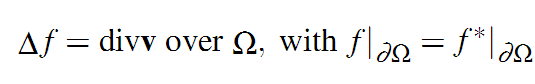 Δf = div𝐯 over Ω, with f|∂Ω = f*|∂Ω